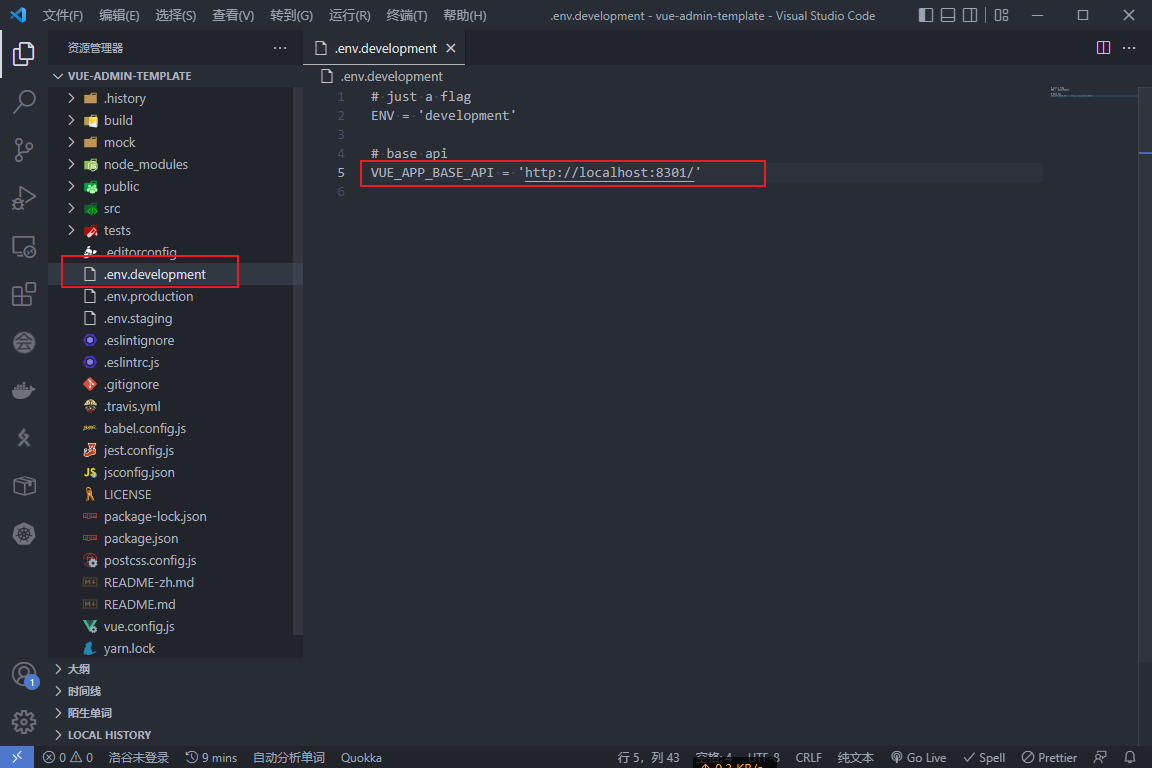 文件(F) 编辑(E) 选择(S) 查看(V) 转到(G) 运行(R) 终端(T) 帮助(H) .env.development - vue-admin-template - Visual Studio Code
资源管理器
VUE-ADMIN-TEMPLATE
.history
build
mock
node_modules
public
src
tests
.editorconfig
.env.development
.env.production
.env.staging
.eslintignore
.eslintrc.js
.gitignore
.travis.yml
babel.config.js
jest.config.js
jsconfig.json
LICENSE
package-lock.json
package.json
postcss.config.js
README-zh.md
README.md
vue.config.js
yarn.lock
大纲
时间线
陌生单词
LOCAL HISTORY
.env.development
.env.development
1 # just a flag
2 ENV = 'development'
3
4 # base api
5 VUE_APP_BASE_API = 'http://localhost:8301/'
6
1
0 0 洛谷未登录 9 mins 自动分析单词 Quokka 行 5，列 43 空格: 4 UTF-8 CRLF 纯文本 Go Live Spell Prettier